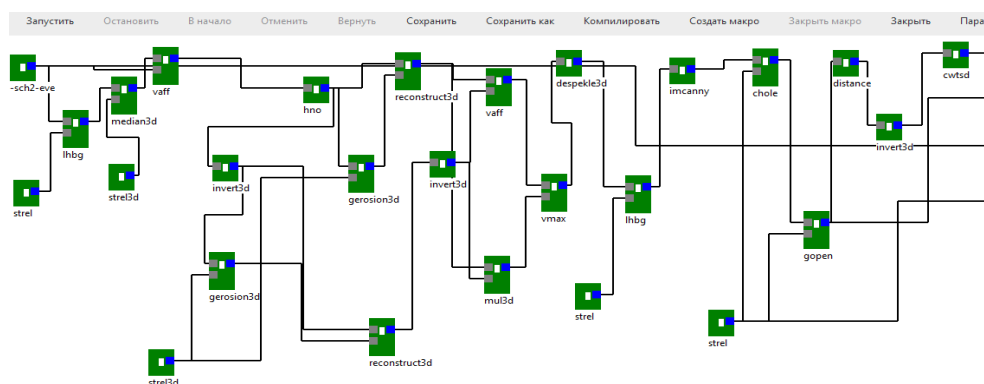 Запустить Остановить В начало Отменить Вернуть Сохранить Сохранить как Компилировать Создать макро Закрыть макро Закрыть Пара
-sch2-eve
vaff
median3d
lhbg
strel
strel3d
hno
invert3d
gerosion3d
strel3d
reconstruct3d
gerosion3d
reconstruct3d
invert3d
vaff
mul3d
despekle3d
vmax
strel
lhbg
imcanny
chole
strel
distance
gopen
invert3d
cwtsd